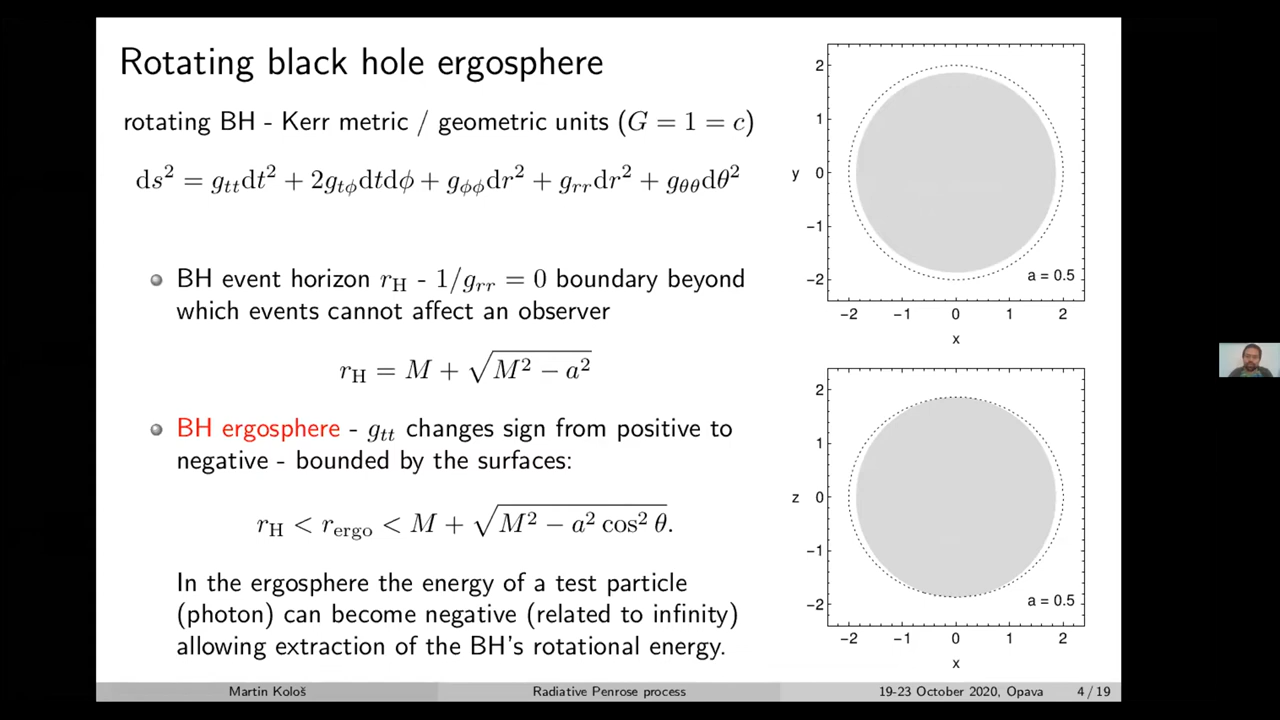 Rotating black hole ergosphere
rotating BH - Kerr metric / geometric units (G = 1 = c)
ds² = g_tt dt² + 2g_tϕ dtdϕ + g_ϕϕ dr² + g_rr dr² + g_θθ dθ²
BH event horizon r_H - 1/g_rr = 0 boundary beyond
which events cannot affect an observer
r_H = M + √(M² − a²)
BH ergosphere - g_tt changes sign from positive to
negative - bounded by the surfaces:
r_H < r_ergo < M + √(M² − a² cos² θ).
In the ergosphere the energy of a test particle
(photon) can become negative (related to infinity)
allowing extraction of the BH's rotational energy.
2
1
y 0
−1
−2
a = 0.5
−2 −1 0 1 2
x
2
1
z 0
−1
−2
a = 0.5
−2 −1 0 1 2
x
Martin Kološ Radiative Penrose process 19-23 October 2020, Opava 4 / 19